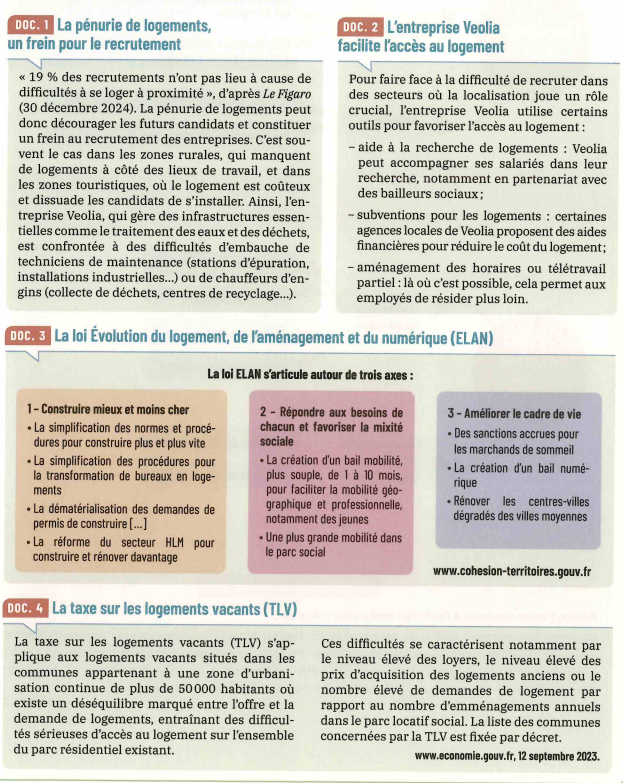 DOC. 1 La pénurie de logements,
un frein pour le recrutement
« 19 % des recrutements n'ont pas lieu à cause de
difficultés à se loger à proximité », d'après Le Figaro
(30 décembre 2024). La pénurie de logements peut
donc décourager les futurs candidats et constituer
un frein au recrutement des entreprises. C'est sou-
vent le cas dans les zones rurales, qui manquent
de logements à côté des lieux de travail, et dans
les zones touristiques, où le logement est coûteux
et dissuade les candidats de s'installer. Ainsi, l'en-
treprise Veolia, qui gère des infrastructures essen-
tielles comme le traitement des eaux et des déchets,
est confrontée à des difficultés d'embauche de
techniciens de maintenance (stations d'épuration,
installations industrielles...) ou de chauffeurs d'en-
gins (collecte de déchets, centres de recyclage...).
DOC. 2 L'entreprise Veolia
facilite l'accès au logement
Pour faire face à la difficulté de recruter dans
des secteurs où la localisation joue un rôle
crucial, l'entreprise Veolia utilise certains
outils pour favoriser l'accès au logement :
– aide à la recherche de logements : Veolia
peut accompagner ses salariés dans leur
recherche, notamment en partenariat avec
des bailleurs sociaux ;
– subventions pour les logements : certaines
agences locales de Veolia proposent des aides
financières pour réduire le coût du logement ;
– aménagement des horaires ou télétravail
partiel : là où c'est possible, cela permet aux
employés de résider plus loin.
DOC. 3 La loi Évolution du logement, de l'aménagement et du numérique (ELAN)
La loi ELAN s'articule autour de trois axes :
1 – Construire mieux et moins cher
• La simplification des normes et procé-
dures pour construire plus et plus vite
• La simplification des procédures pour
la transformation de bureaux en loge-
ments
• La dématérialisation des demandes de
permis de construire [...]
• La réforme du secteur HLM pour
construire et rénover davantage
2 – Répondre aux besoins de
chacun et favoriser la mixité
sociale
• La création d'un bail mobilité,
plus souple, de 1 à 10 mois,
pour faciliter la mobilité géo-
graphique et professionnelle,
notamment des jeunes
• Une plus grande mobilité dans
le parc social
3 – Améliorer le cadre de vie
• Des sanctions accrues pour
les marchands de sommeil
• La création d'un bail numé-
rique
• Rénover les centres-villes
dégradés des villes moyennes
www.cohesion-territoires.gouv.fr
DOC. 4 La taxe sur les logements vacants (TLV)
La taxe sur les logements vacants (TLV) s'ap-
plique aux logements vacants situés dans les
communes appartenant à une zone d'urbani-
sation continue de plus de 50 000 habitants où
existe un déséquilibre marqué entre l'offre et la
demande de logements, entraînant des difficul-
tés sérieuses d'accès au logement sur l'ensemble
du parc résidentiel existant.
Ces difficultés se caractérisent notamment par
le niveau élevé des loyers, le niveau élevé des
prix d'acquisition des logements anciens ou le
nombre élevé de demandes de logement par
rapport au nombre d'emménagements annuels
dans le parc locatif social. La liste des communes
concernées par la TLV est fixée par décret.
www.economie.gouv.fr, 12 septembre 2023.